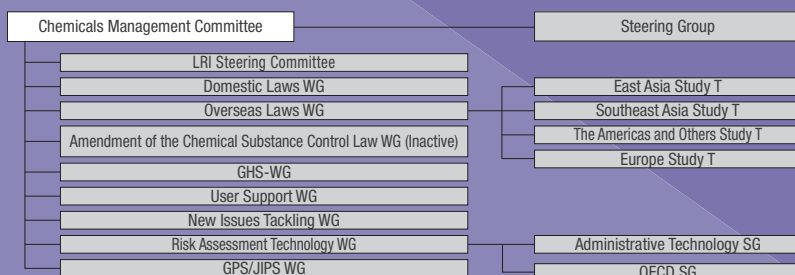 Chemicals Management Committee
Steering Group
LRI Steering Committee
Domestic Laws WG
Overseas Laws WG
East Asia Study T
Southeast Asia Study T
The Americas and Others Study T
Europe Study T
Amendment of the Chemical Substance Control Law WG (Inactive)
GHS-WG
User Support WG
New Issues Tackling WG
Risk Assessment Technology WG
Administrative Technology SG
OECD SG
GPS/JIPS WG